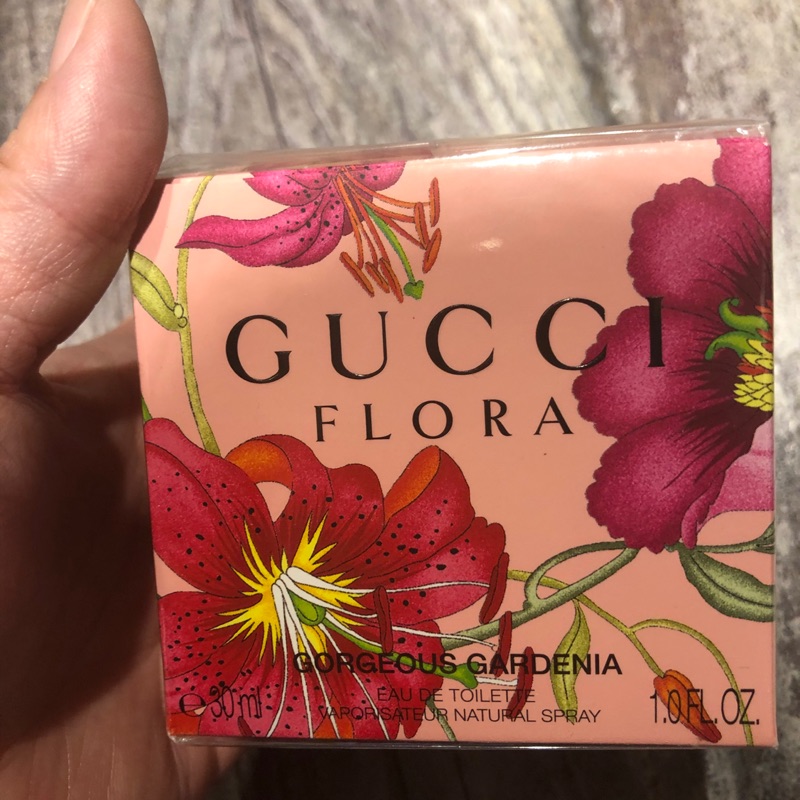 GUCCI
FLORA
GORGEOUS GARDENIA
EAU DE TOILETTE
VAPORISATEUR NATURAL SPRAY
℮ 30 ml
1.0 FL. OZ.